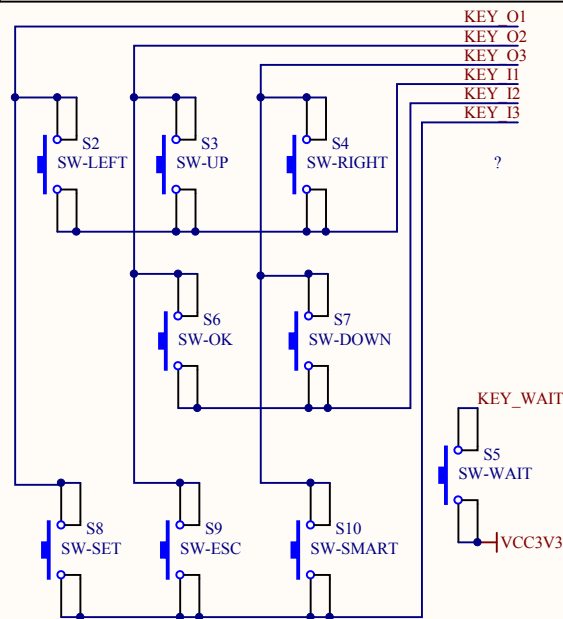 KEY_O1
KEY_O2
KEY_O3
KEY_I1
KEY_I2
KEY_I3
S2
SW-LEFT
S3
SW-UP
S4
SW-RIGHT
?
S6
SW-OK
S7
SW-DOWN
KEY_WAIT
S5
SW-WAIT
S8
SW-SET
S9
SW-ESC
S10
SW-SMART
VCC3V3